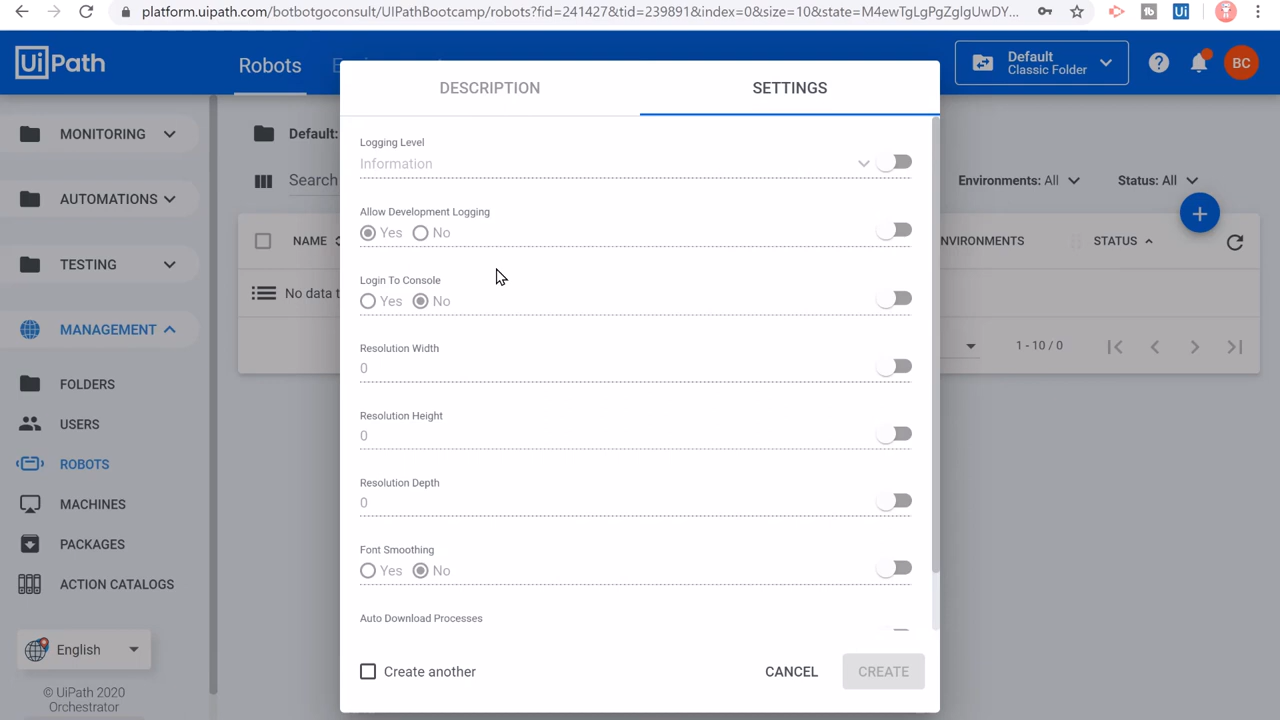 platform.uipath.com/botbotgoconsult/UIPathBootcamp/robots?fid=241427&tid=239891&index=0&size=10&state=M4ewTgLgPgZglgUwDY...
UiPath
Robots
Default
Classic Folder
BC
DESCRIPTION
SETTINGS
MONITORING
AUTOMATIONS
TESTING
MANAGEMENT
FOLDERS
USERS
ROBOTS
MACHINES
PACKAGES
ACTION CATALOGS
English
© UiPath 2020
Orchestrator
Default:
Search
Environments: All
Status: All
NAME
NVIRONMENTS
STATUS
No data t
1 - 10 / 0
Logging Level
Information
Allow Development Logging
Yes No
Login To Console
Yes No
Resolution Width
0
Resolution Height
0
Resolution Depth
0
Font Smoothing
Yes No
Auto Download Processes
Create another
CANCEL
CREATE